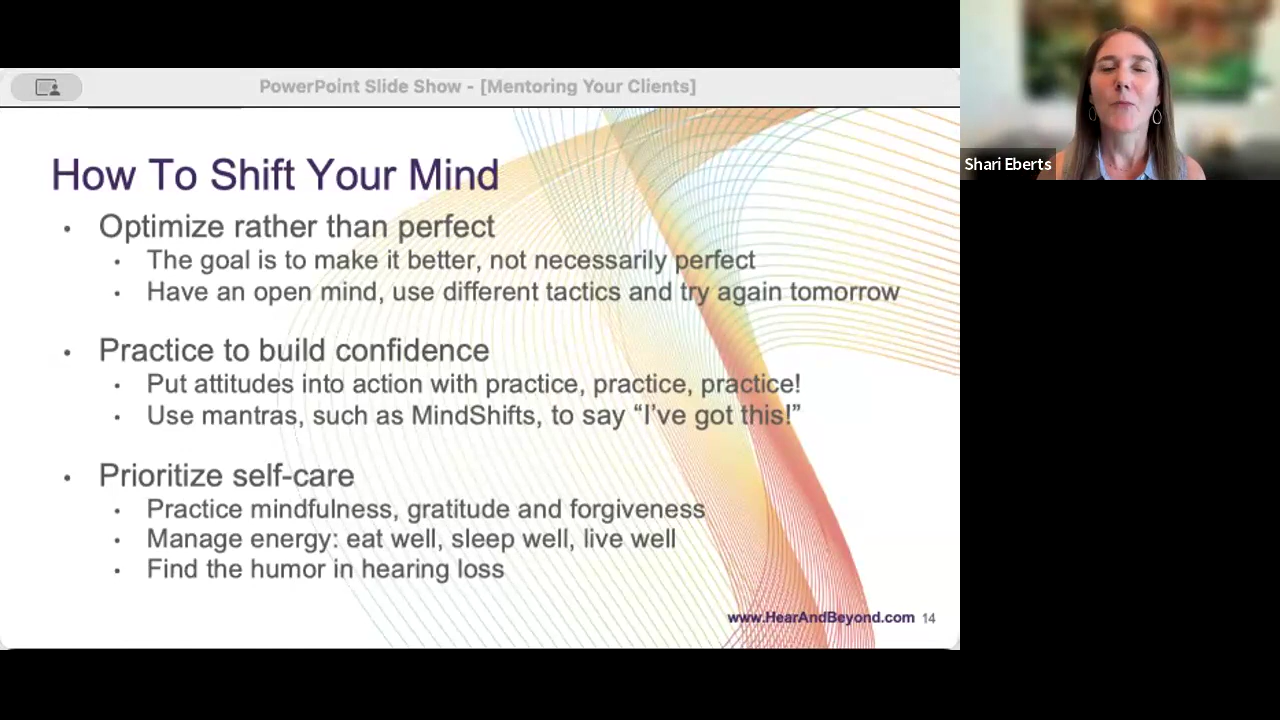 PowerPoint Slide Show - [Mentoring Your Clients]
How To Shift Your Mind
• Optimize rather than perfect
• The goal is to make it better, not necessarily perfect
• Have an open mind, use different tactics and try again tomorrow
• Practice to build confidence
• Put attitudes into action with practice, practice, practice!
• Use mantras, such as MindShifts, to say “I’ve got this!”
• Prioritize self-care
• Practice mindfulness, gratitude and forgiveness
• Manage energy: eat well, sleep well, live well
• Find the humor in hearing loss
www.HearAndBeyond.com 14
Shari Eberts